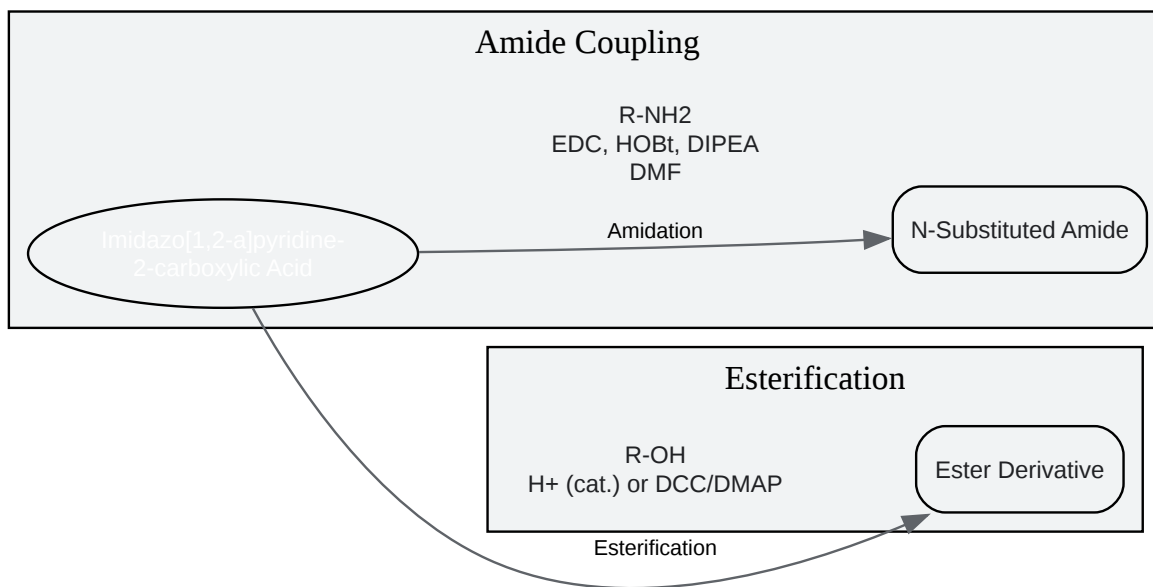 Amide Coupling
R-NH2
EDC, HOBt, DIPEA
DMF
Imidazo[1,2-a]pyridine-
2-carboxylic Acid
Amidation
N-Substituted Amide
Esterification
R-OH
H+ (cat.) or DCC/DMAP
Ester Derivative
Esterification